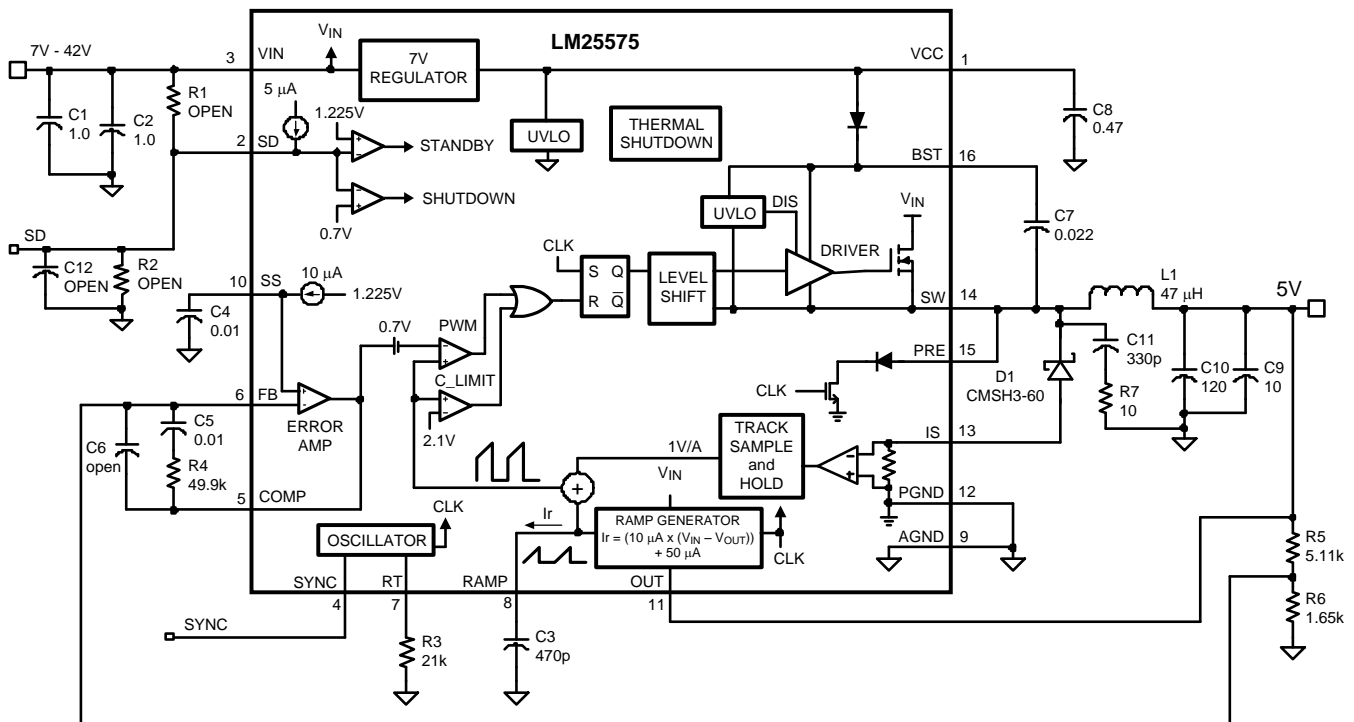 LM25575
7V - 42V
3
VIN
V_IN
7V
REGULATOR
VCC
1
C1
1.0
C2
1.0
R1
OPEN
5 µA
1.225V
2
SD
STANDBY
SHUTDOWN
0.7V
UVLO
THERMAL
SHUTDOWN
C8
0.47
BST
16
UVLO
DIS
V_IN
DRIVER
C7
0.022
SD
C12
OPEN
R2
OPEN
10
SS
10 µA
1.225V
C4
0.01
CLK
S
Q
R
Q̅
LEVEL
SHIFT
SW
14
L1
47 µH
5V
0.7V
PWM
C_LIMIT
2.1V
PRE
15
CLK
D1
CMSH3-60
C11
330p
R7
10
C10
120
C9
10
6
FB
ERROR
AMP
C5
0.01
C6
open
R4
49.9k
5
COMP
IS
13
1V/A
TRACK
SAMPLE
and
HOLD
+
V_IN
PGND
12
AGND
9
Ir
RAMP GENERATOR
Ir = (10 µA x (V_IN – V_OUT))
+ 50 µA
CLK
OSCILLATOR
CLK
SYNC
4
RT
7
RAMP
8
OUT
11
R5
5.11k
R6
1.65k
SYNC
R3
21k
C3
470p